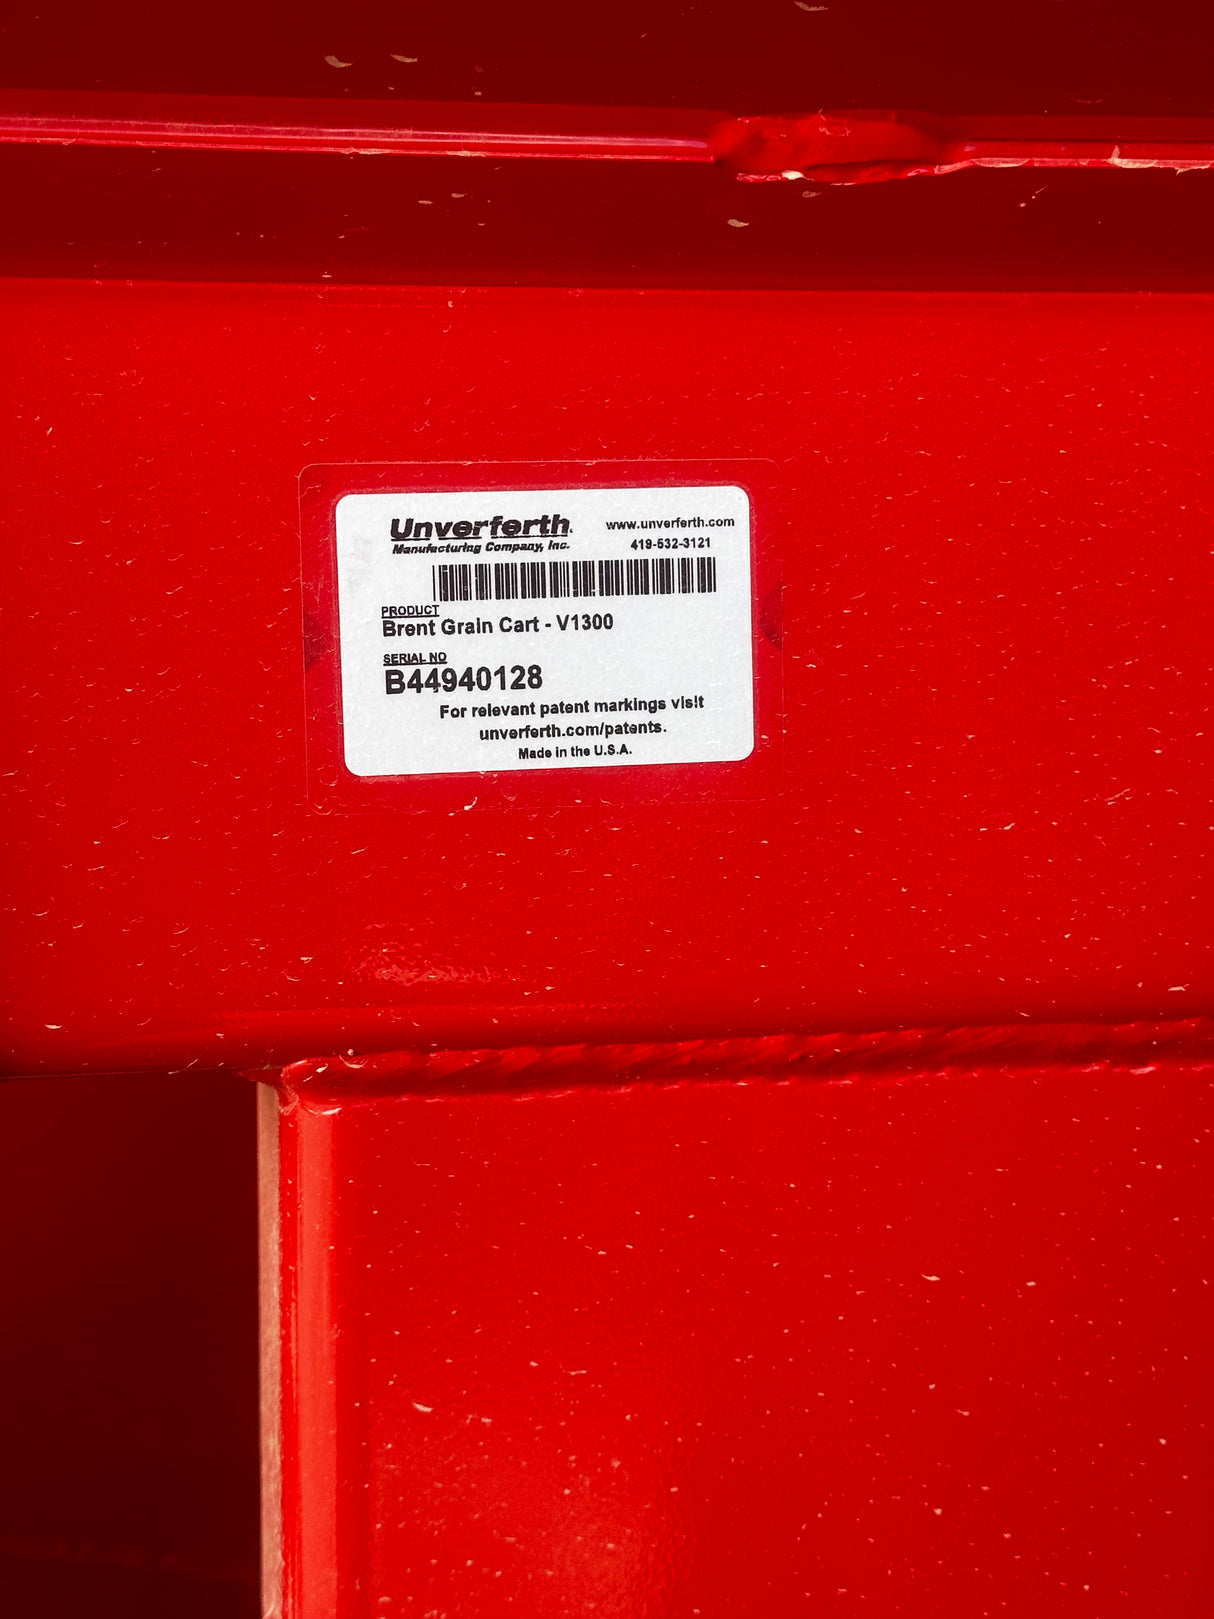 Unverferth
Manufacturing Company, Inc.
www.unverferth.com
419-532-3121
PRODUCT
Brent Grain Cart - V1300
SERIAL NO
B44940128
For relevant patent markings visit
unverferth.com/patents.
Made in the U.S.A.